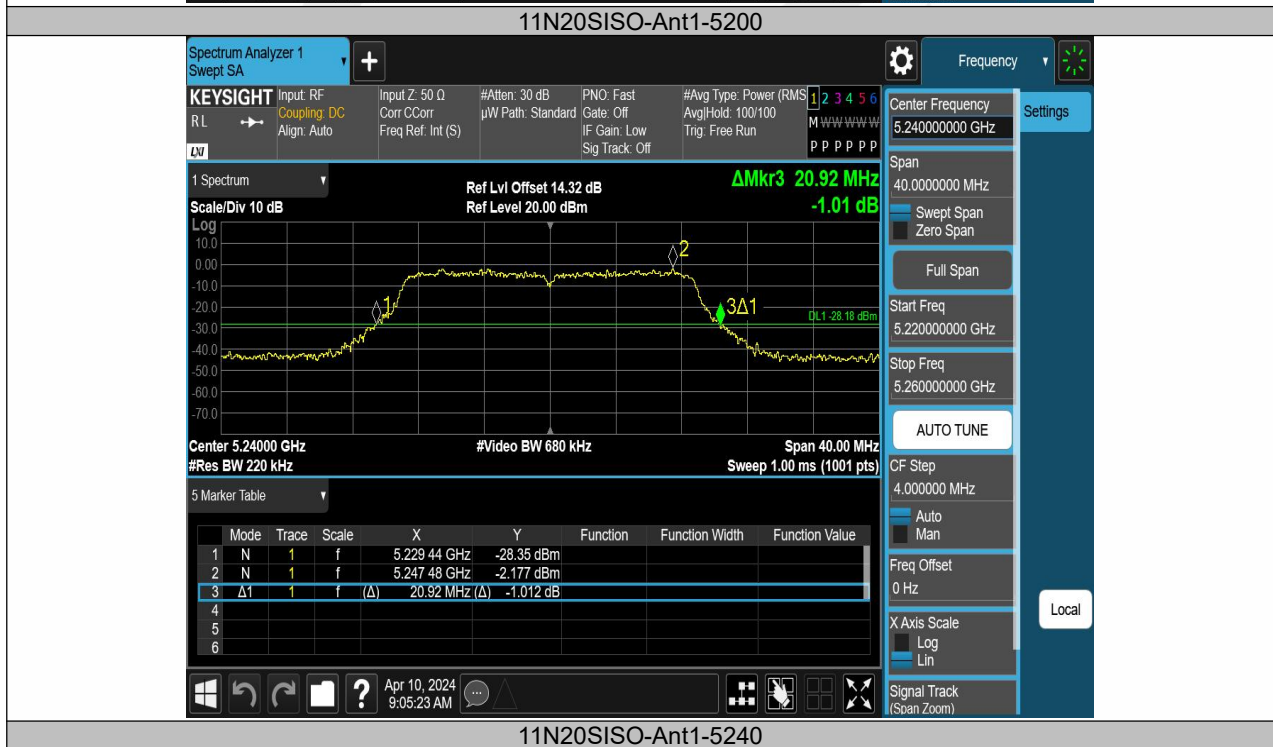 11N20SISO-Ant1-5200
Spectrum Analyzer 1
Swept SA
+
Frequency
KEYSIGHT
RL
LXI
Input: RF
Coupling: DC
Align: Auto
Input Z: 50 Ω
Corr CCorr
Freq Ref: Int (S)
#Atten: 30 dB
µW Path: Standard
PNO: Fast
Gate: Off
IF Gain: Low
Sig Track: Off
#Avg Type: Power (RMS
Avg|Hold: 100/100
Trig: Free Run
1 2 3 4 5 6
M W W W W W
P P P P P P
1 Spectrum
Scale/Div 10 dB
Ref Lvl Offset 14.32 dB
Ref Level 20.00 dBm
ΔMkr3 20.92 MHz
-1.01 dB
Log
10.0
0.00
-10.0
-20.0
-30.0
-40.0
-50.0
-60.0
-70.0
1
2
3Δ1
DL1 -28.18 dBm
Center 5.24000 GHz
#Video BW 680 kHz
Span 40.00 MHz
#Res BW 220 kHz
Sweep 1.00 ms (1001 pts)
5 Marker Table
Mode Trace Scale X Y Function Function Width Function Value
1 N 1 f 5.229 44 GHz -28.35 dBm
2 N 1 f 5.247 48 GHz -2.177 dBm
3 Δ1 1 f (Δ) 20.92 MHz (Δ) -1.012 dB
4
5
6
?
Apr 10, 2024
9:05:23 AM
Center Frequency
5.240000000 GHz
Settings
Span
40.0000000 MHz
Swept Span
Zero Span
Full Span
Start Freq
5.220000000 GHz
Stop Freq
5.260000000 GHz
AUTO TUNE
CF Step
4.000000 MHz
Auto
Man
Freq Offset
0 Hz
Local
X Axis Scale
Log
Lin
Signal Track
(Span Zoom)
11N20SISO-Ant1-5240